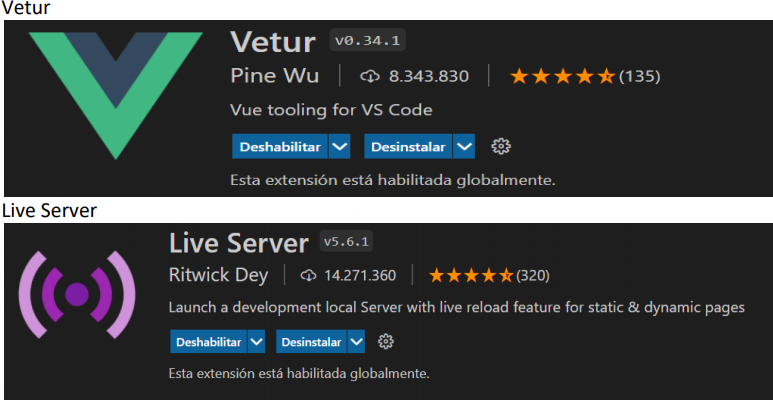 Vetur
Vetur v0.34.1
Pine Wu 8.343.830 (135)
Vue tooling for VS Code
Deshabilitar Desinstalar
Esta extensión está habilitada globalmente.
Live Server
Live Server v5.6.1
Ritwick Dey 14.271.360 (320)
Launch a development local Server with live reload feature for static & dynamic pages
Deshabilitar Desinstalar
Esta extensión está habilitada globalmente.